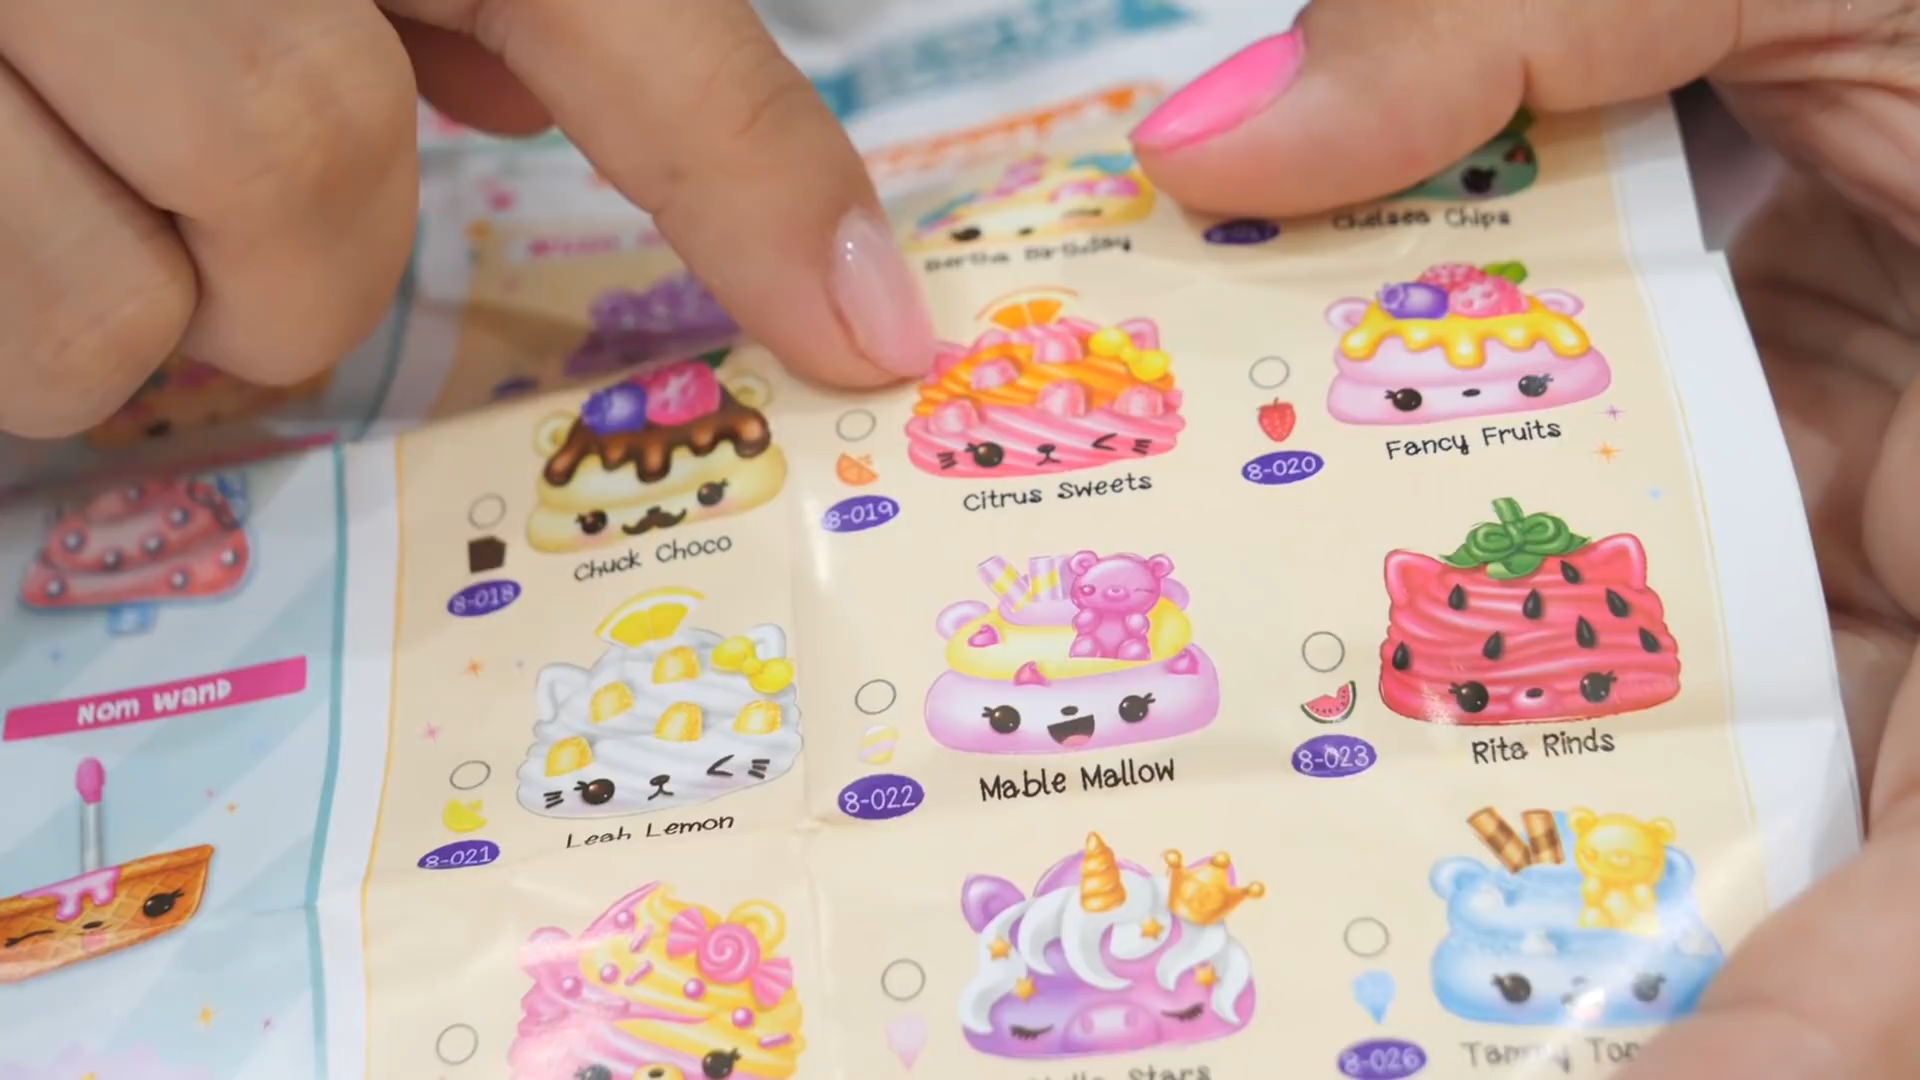 Chelsea Chips
Birthday
8-018
Chuck Choco
8-019
Citrus Sweets
8-020
Fancy Fruits
8-021
Leah Lemon
8-022
Mable Mallow
8-023
Rita Rinds
Nom Wand
Stars
8-026